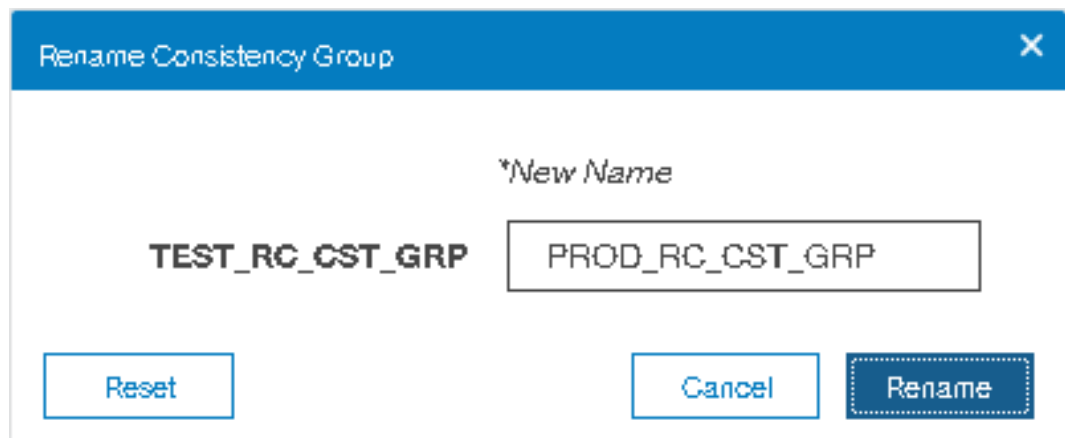 Rename Consistency Group
*New Name
TEST_RC_CST_GRP PROD_RC_CST_GRP
Reset Cancel Rename